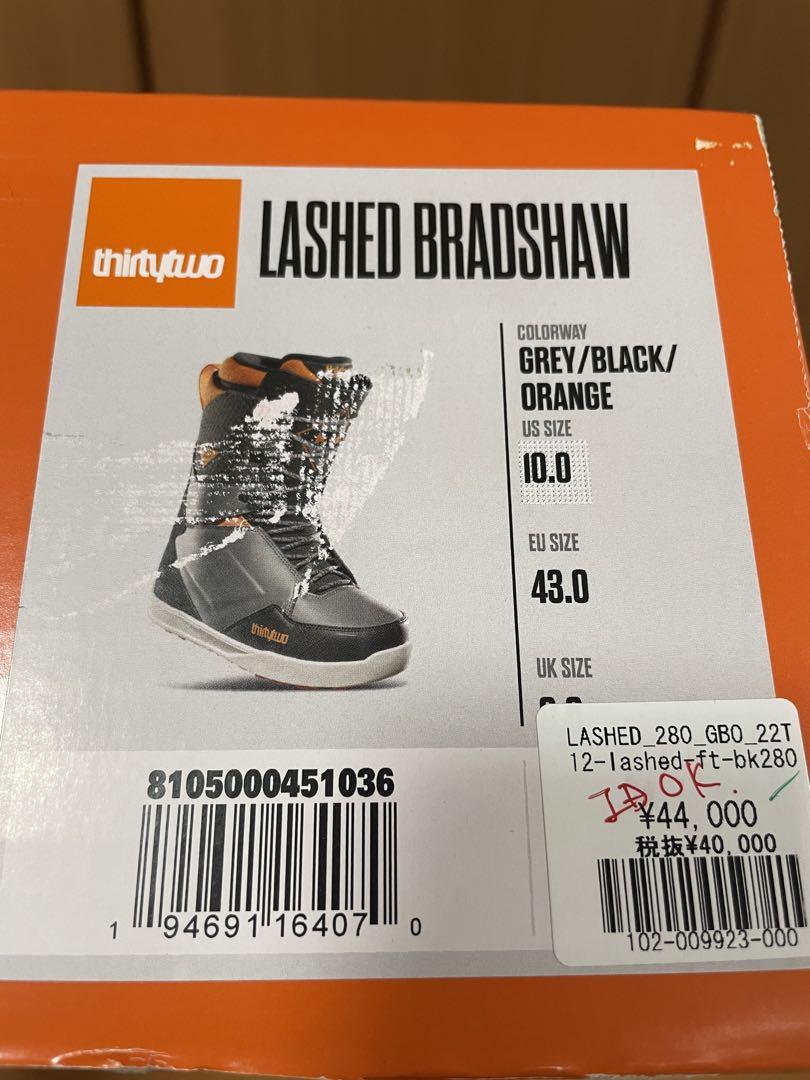 thirtytwo
LASHED BRADSHAW
COLORWAY
GREY/BLACK/
ORANGE
US SIZE
10.0
EU SIZE
43.0
UK SIZE
thirtytwo
8105000451036
1 94691 16407 0
LASHED_280_GBO_22T
12-lashed-ft-bk280
OK.
¥44,000
税抜¥40,000
102-009923-000